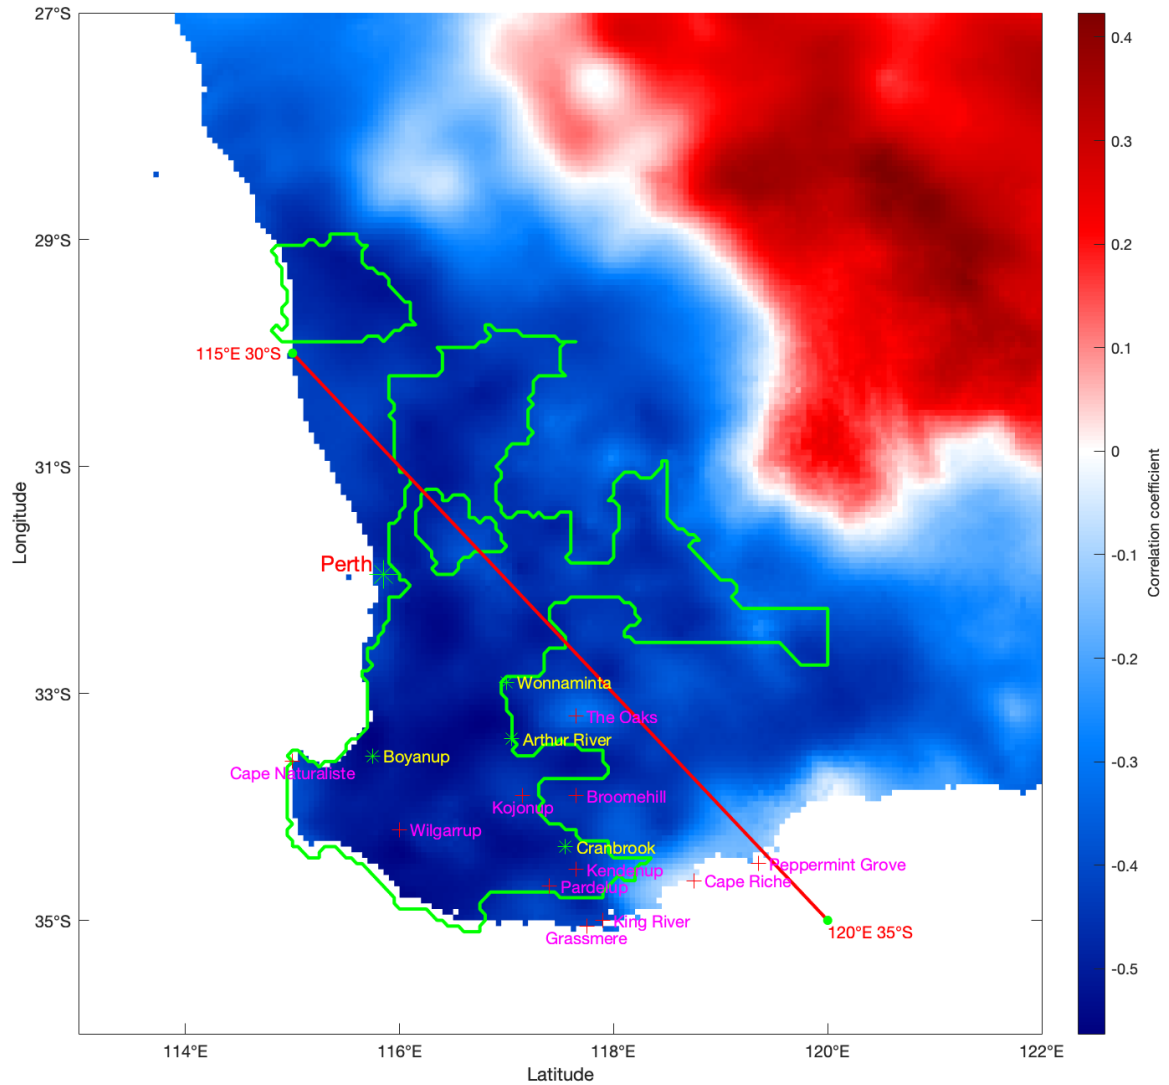 27°S
29°S
31°S
33°S
35°S
Longitude
114°E
116°E
118°E
120°E
122°E
Latitude
115°E 30°S
Perth
Wonnaminta
The Oaks
Arthur River
Boyanup
Cape Naturaliste
Broomehill
Kojonup
Wilgarrup
Cranbrook
Peppermint Grove
Kendenup
Cape Riche
Pardelup
King River
120°E 35°S
Grassmere
0.4
0.3
0.2
0.1
0
-0.1
-0.2
-0.3
-0.4
-0.5
Correlation coefficient